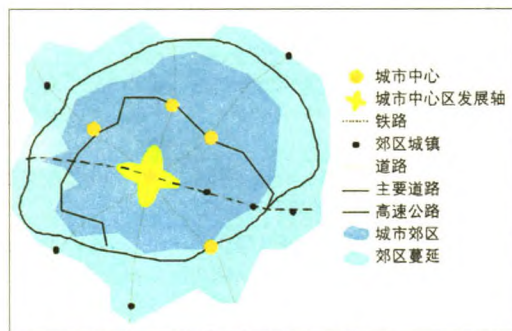 城市中心
城市中心区发展轴
铁路
郊区城镇
道路
主要道路
高速公路
城市郊区
郊区蔓延